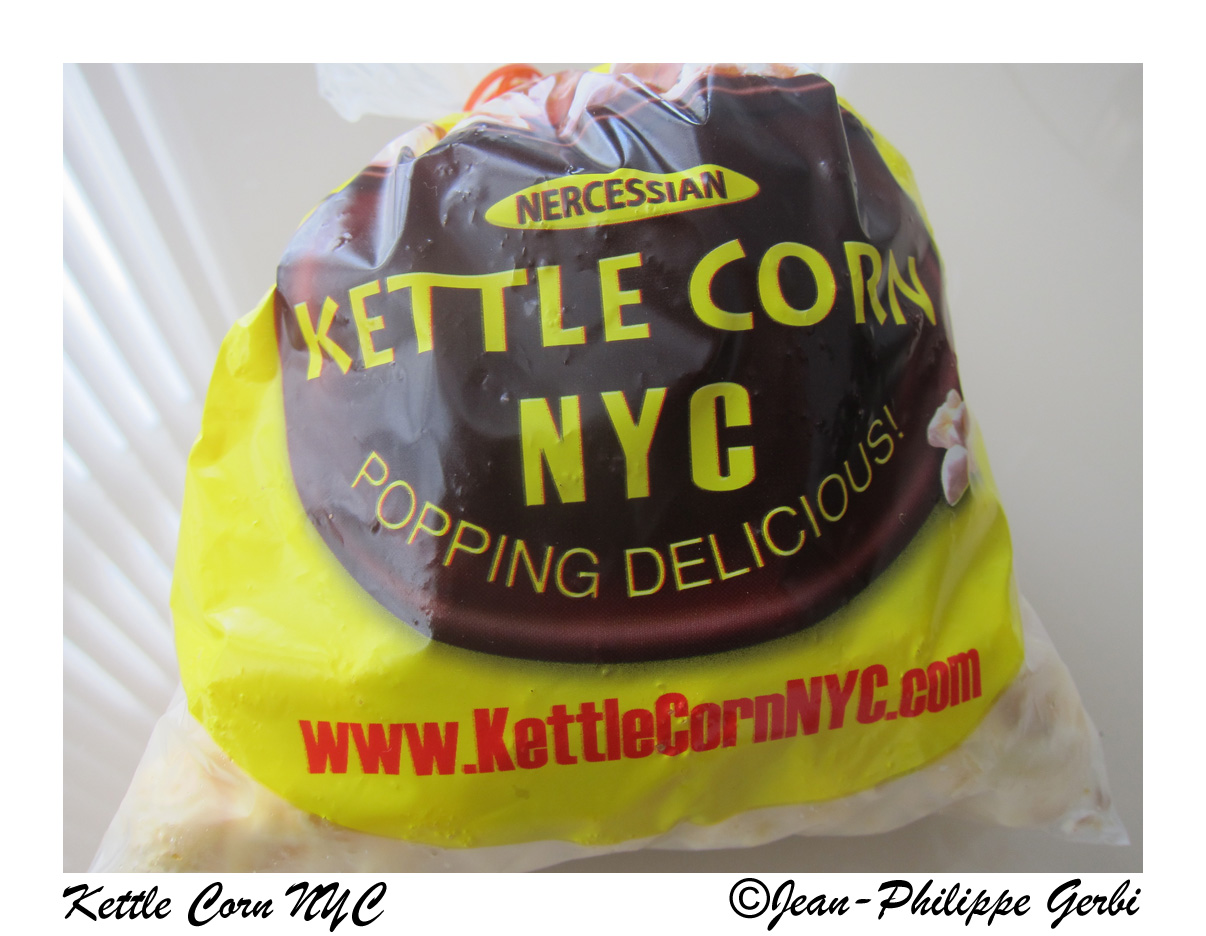 NERCESSIAN
KETTLE CORN
NYC
POPPING DELICIOUS!
www.KettleCornNYC.com
Kettle Corn NYC
©Jean-Philippe Gerbi